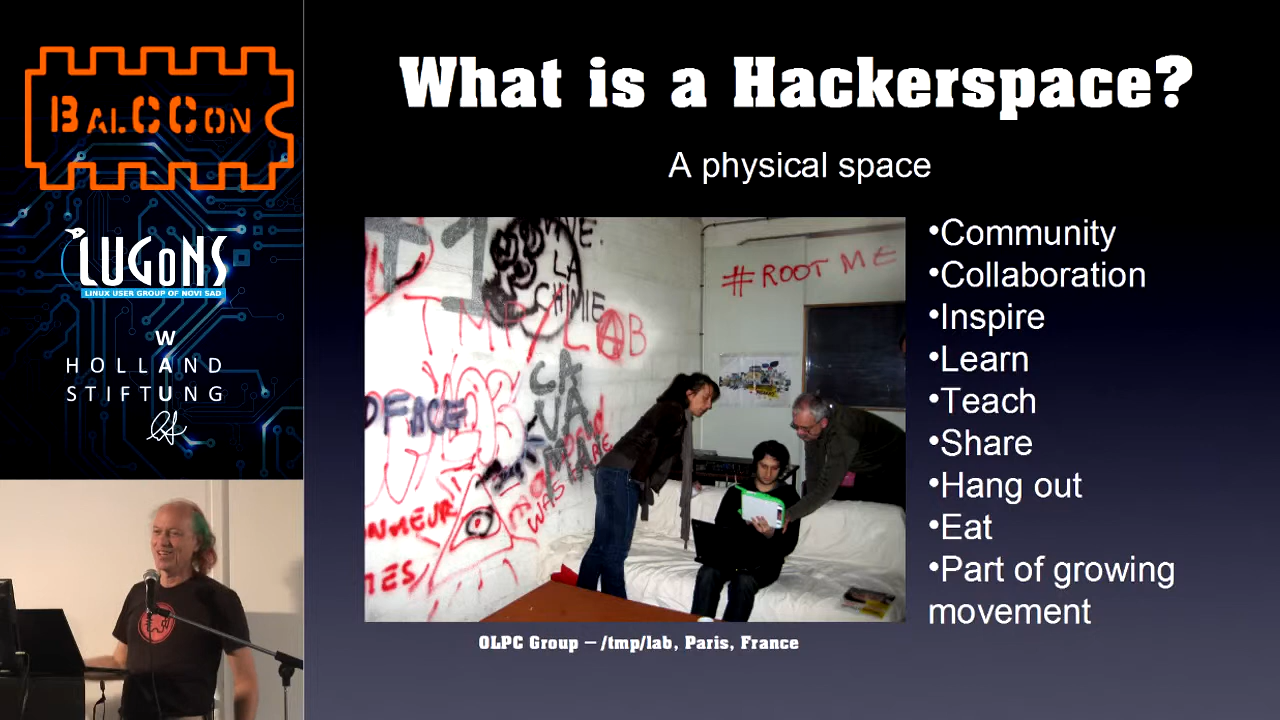 BALCCON
LUGoNS
LINUX USER GROUP OF NOVI SAD
WAU
HOLLAND
STIFTUNG
What is a Hackerspace?
A physical space
•Community
•Collaboration
•Inspire
•Learn
•Teach
•Share
•Hang out
•Eat
•Part of growing
movement
VIVE.
LA
CHIMIE
#ROOT ME
TMP/LAB
CA
VA
OLPC Group – /tmp/lab, Paris, France